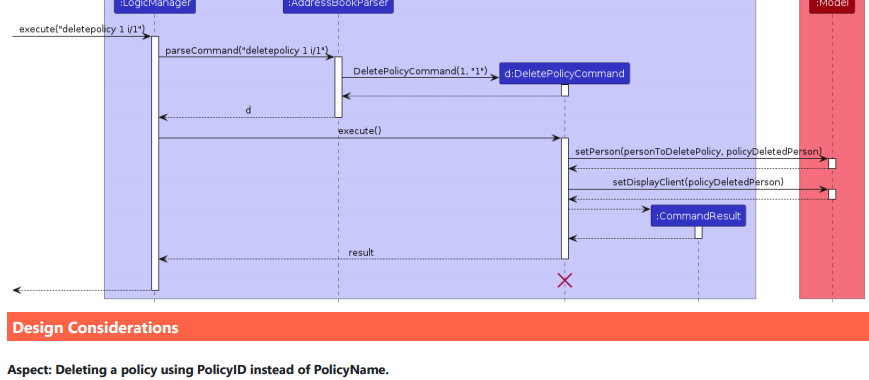 :LogicManager :AddressBookParser :Model
execute("deletepolicy 1 i/1")
parseCommand("deletepolicy 1 i/1")
DeletePolicyCommand(1, "1") d:DeletePolicyCommand
d
execute()
setPerson(personToDeletePolicy, policyDeletedPerson)
setDisplayClient(policyDeletedPerson)
:CommandResult
result
Design Considerations
Aspect: Deleting a policy using PolicyID instead of PolicyName.